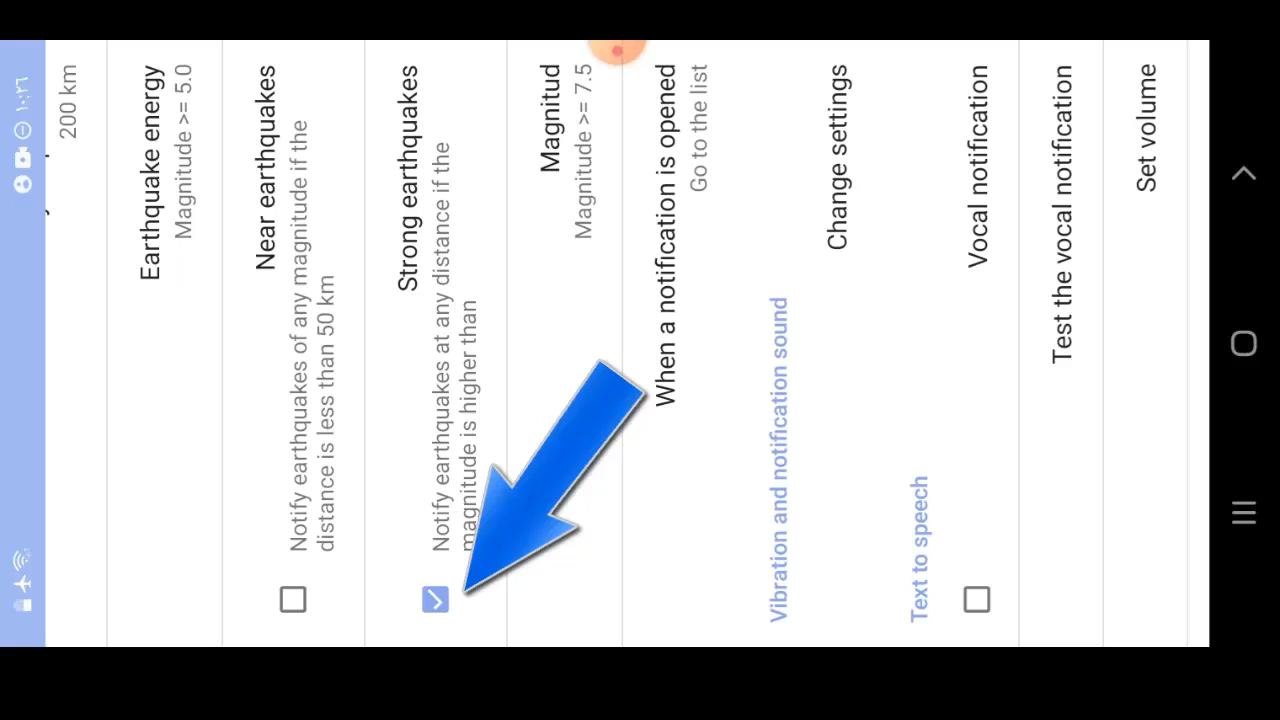 ١٠:٢٦
200 km
Earthquake energy
Magnitude >= 5.0
Near earthquakes
Notify earthquakes of any magnitude if the
distance is less than 50 km
Strong earthquakes
Notify earthquakes at any distance if the
magnitude is higher than
Magnitud
Magnitude >= 7.5
When a notification is opened
Go to the list
Vibration and notification sound
Change settings
Text to speech
Vocal notification
Test the vocal notification
Set volume